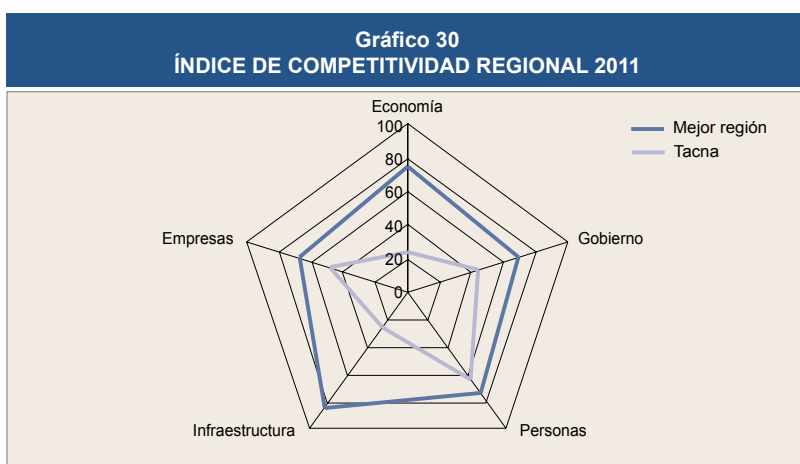 Gráfico 30
ÍNDICE DE COMPETITIVIDAD REGIONAL 2011
Economía
100
80
60
40
20
0
Mejor región
Tacna
Empresas
Gobierno
Infraestructura
Personas